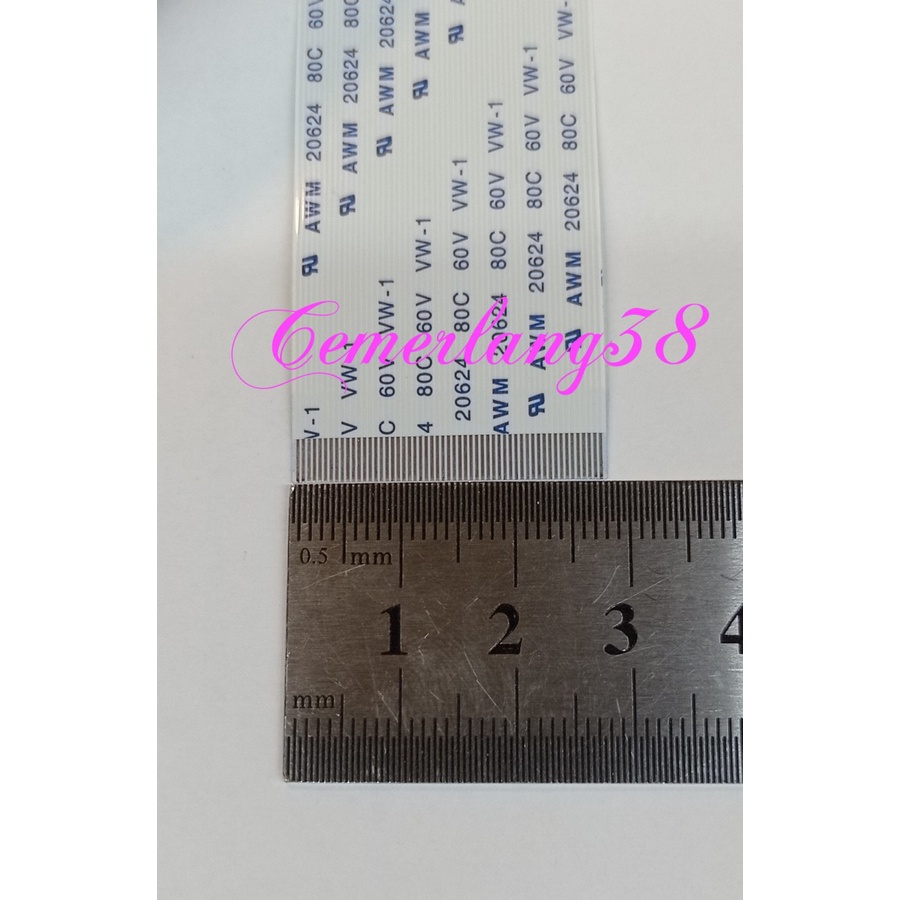 AWM 20624 80C 60V
AWM 20624 80C
V-1
AWM 20624
V VW-1
AWM
C 60V VW-1
4 80C 60V VW-1
20624 80C 60V VW-1
AWM 20624 80C 60V VW-1
AWM 20624 80C 60V VW-1
AWM 20624 80C 60V VW-
Cemerlang38
0.5 mm
1 2 3 4
mm